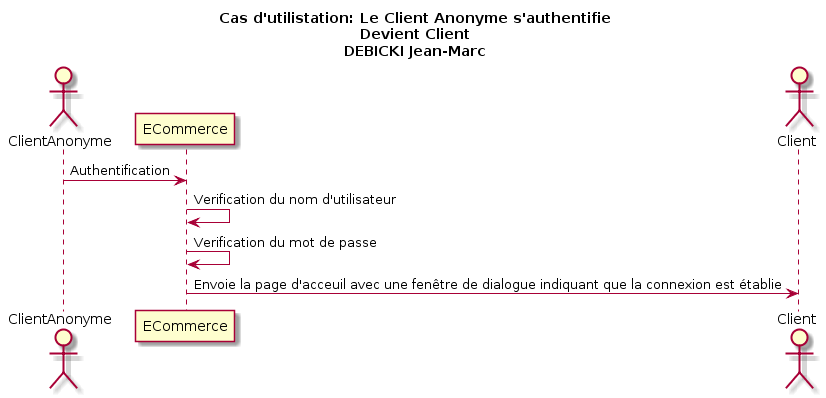 Cas d'utilistation: Le Client Anonyme s'authentifie
Devient Client
DEBICKI Jean-Marc
ClientAnonyme
ECommerce
Client
Authentification
Verification du nom d'utilisateur
Verification du mot de passe
Envoie la page d'acceuil avec une fenêtre de dialogue indiquant que la connexion est établie
ClientAnonyme
ECommerce
Client